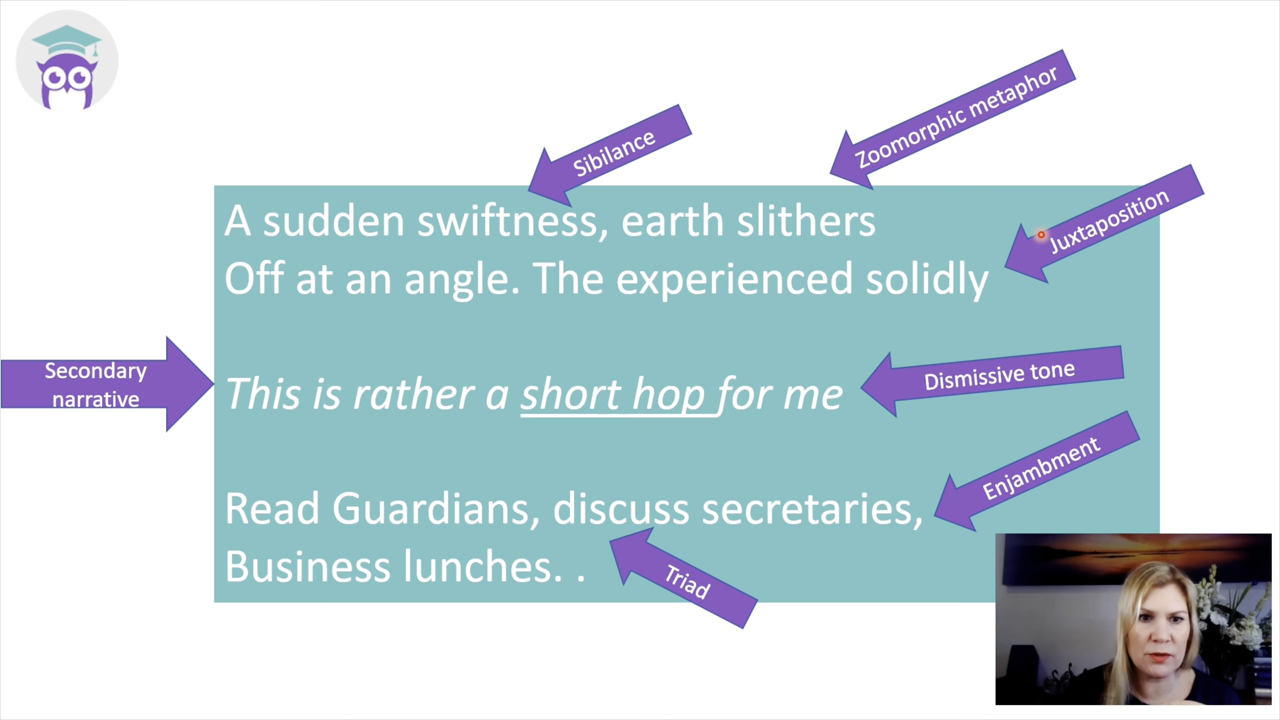 Zoomorphic metaphor
Sibilance
Juxtaposition
A sudden swiftness, earth slithers
Off at an angle. The experienced solidly
Secondary
narrative
This is rather a short hop for me
Dismissive tone
Enjambment
Read Guardians, discuss secretaries,
Business lunches. . 
Triad